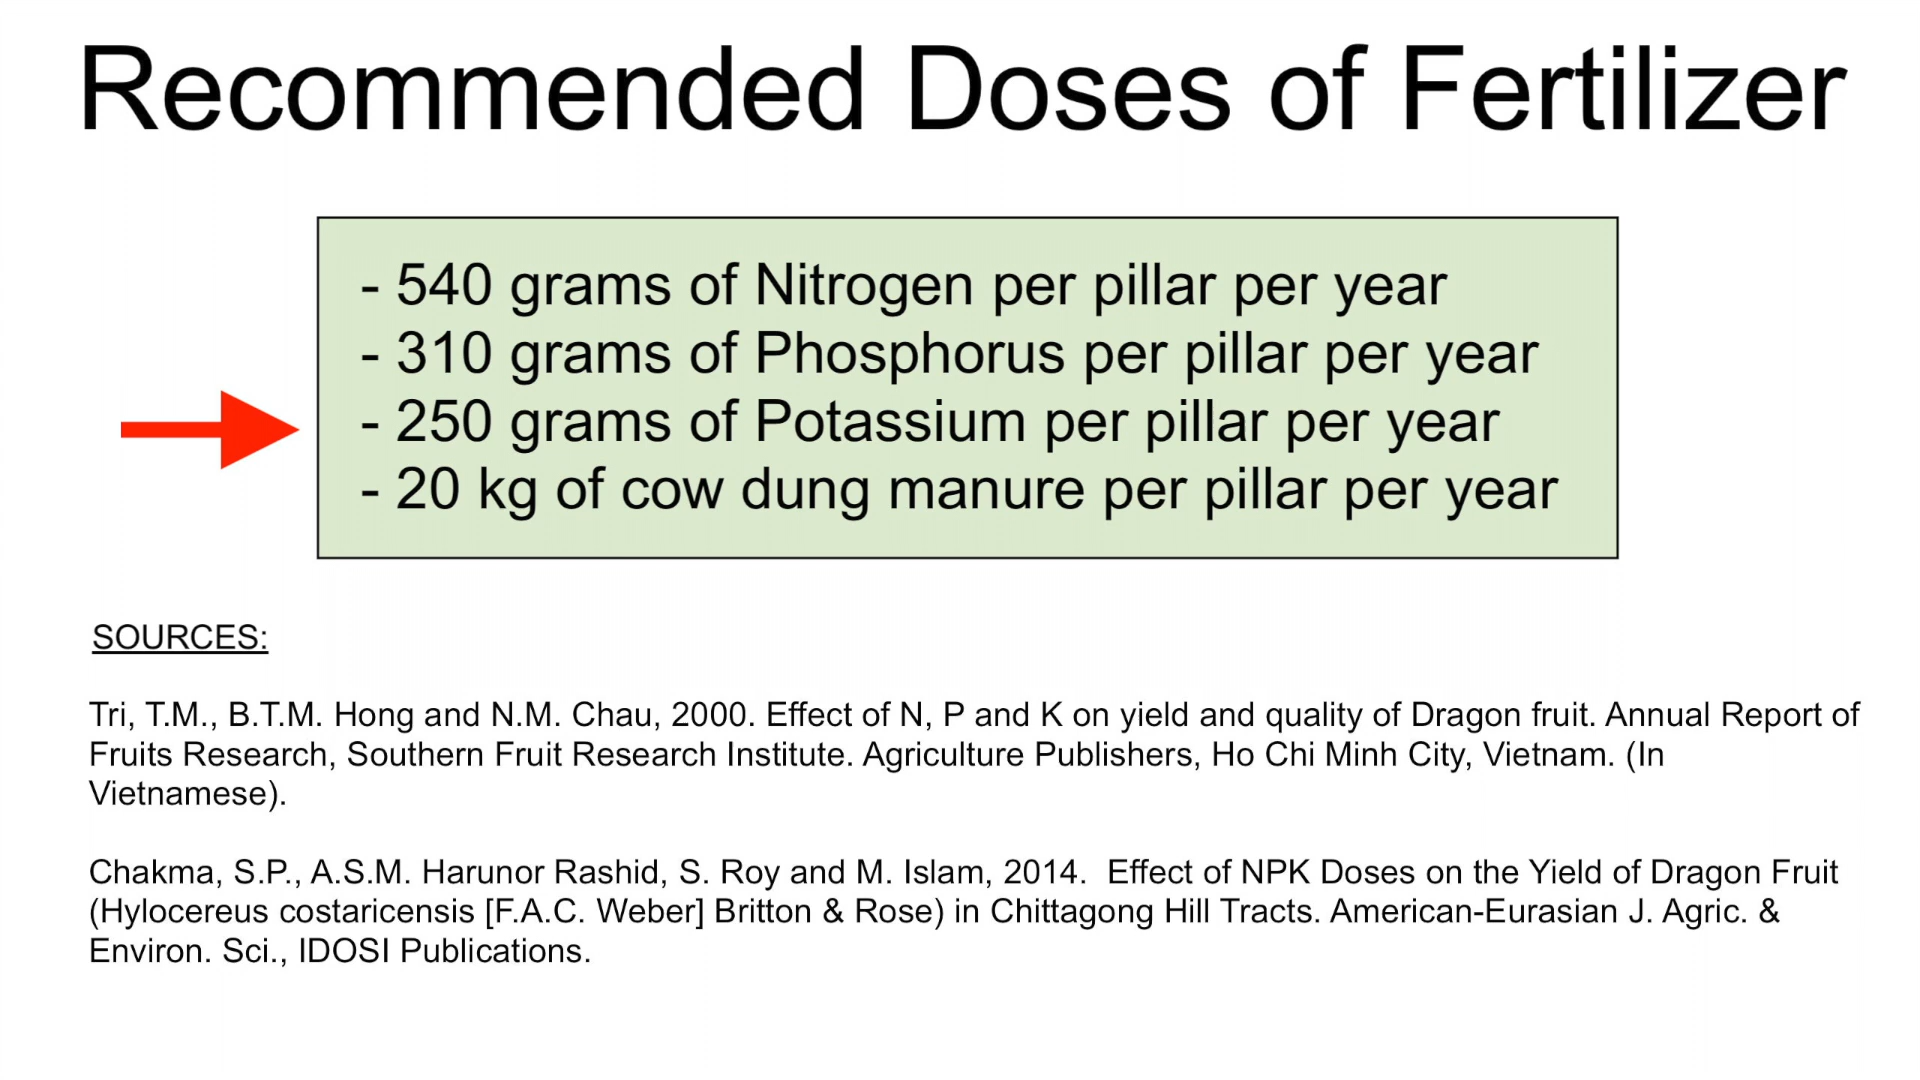 Recommended Doses of Fertilizer
- 540 grams of Nitrogen per pillar per year
- 310 grams of Phosphorus per pillar per year
- 250 grams of Potassium per pillar per year
- 20 kg of cow dung manure per pillar per year
SOURCES:
Tri, T.M., B.T.M. Hong and N.M. Chau, 2000. Effect of N, P and K on yield and quality of Dragon fruit. Annual Report of
Fruits Research, Southern Fruit Research Institute. Agriculture Publishers, Ho Chi Minh City, Vietnam. (In
Vietnamese).
Chakma, S.P., A.S.M. Harunor Rashid, S. Roy and M. Islam, 2014.  Effect of NPK Doses on the Yield of Dragon Fruit
(Hylocereus costaricensis [F.A.C. Weber] Britton & Rose) in Chittagong Hill Tracts. American-Eurasian J. Agric. &
Environ. Sci., IDOSI Publications.